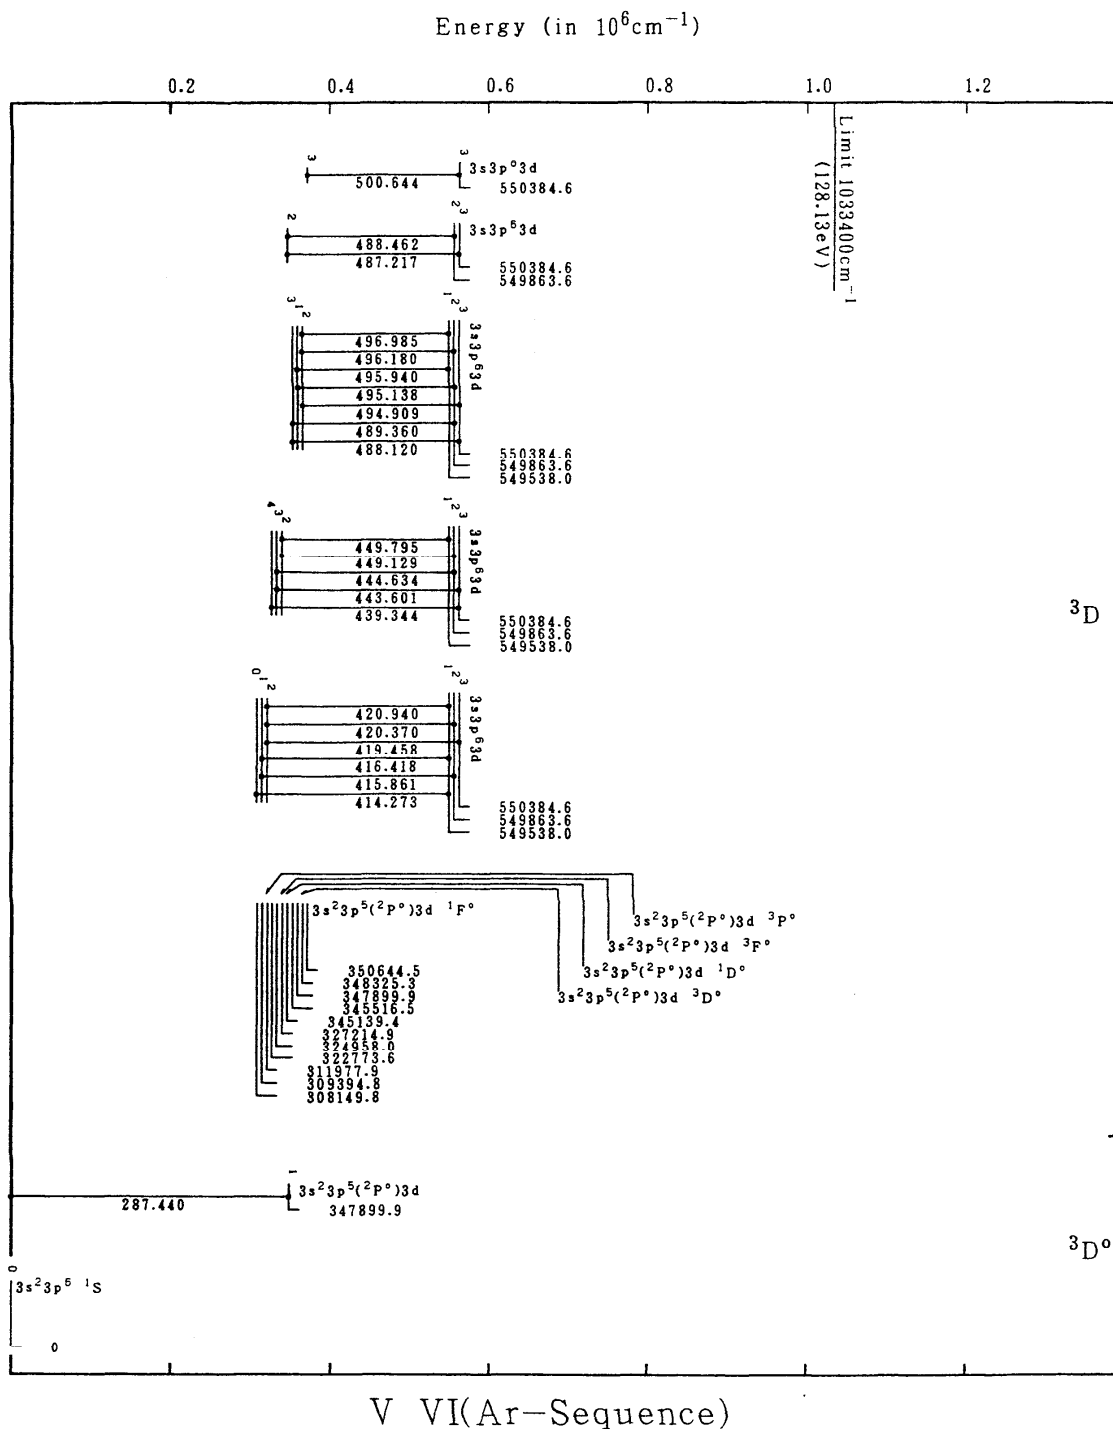 Energy (in 10⁶cm⁻¹)
0.2 0.4 0.6 0.8 1.0 1.2
Limit 1033400cm⁻¹
(128.13eV)
3 3
3s3p⁰3d
500.644
550384.6
2 2 3
3s3p⁶3d
488.462
487.217
550384.6
549863.6
3 1 2 1 2 3
3s3p⁶3d
496.985
496.180
495.940
495.138
494.909
489.360
488.120
550384.6
549863.6
549538.0
4 3 2 1 2 3
3s3p⁶3d
449.795
449.129
444.634
443.601
439.344
550384.6
549863.6
549538.0
³D
0 1 2 1 2 3
3s3p⁶3d
420.940
420.370
419.458
416.418
415.861
414.273
550384.6
549863.6
549538.0
3s²3p⁵(²P°)3d ¹F°
3s²3p⁵(²P°)3d ³P°
3s²3p⁵(²P°)3d ³F°
3s²3p⁵(²P°)3d ¹D°
3s²3p⁵(²P°)3d ³D°
350644.5
348325.3
347899.9
345516.5
345139.4
327214.9
324958.0
322773.6
311977.9
309394.8
308149.8
1
3s²3p⁵(²P°)3d
287.440
347899.9
³D°
0
3s²3p⁶ ¹S
0
V VI(Ar–Sequence)